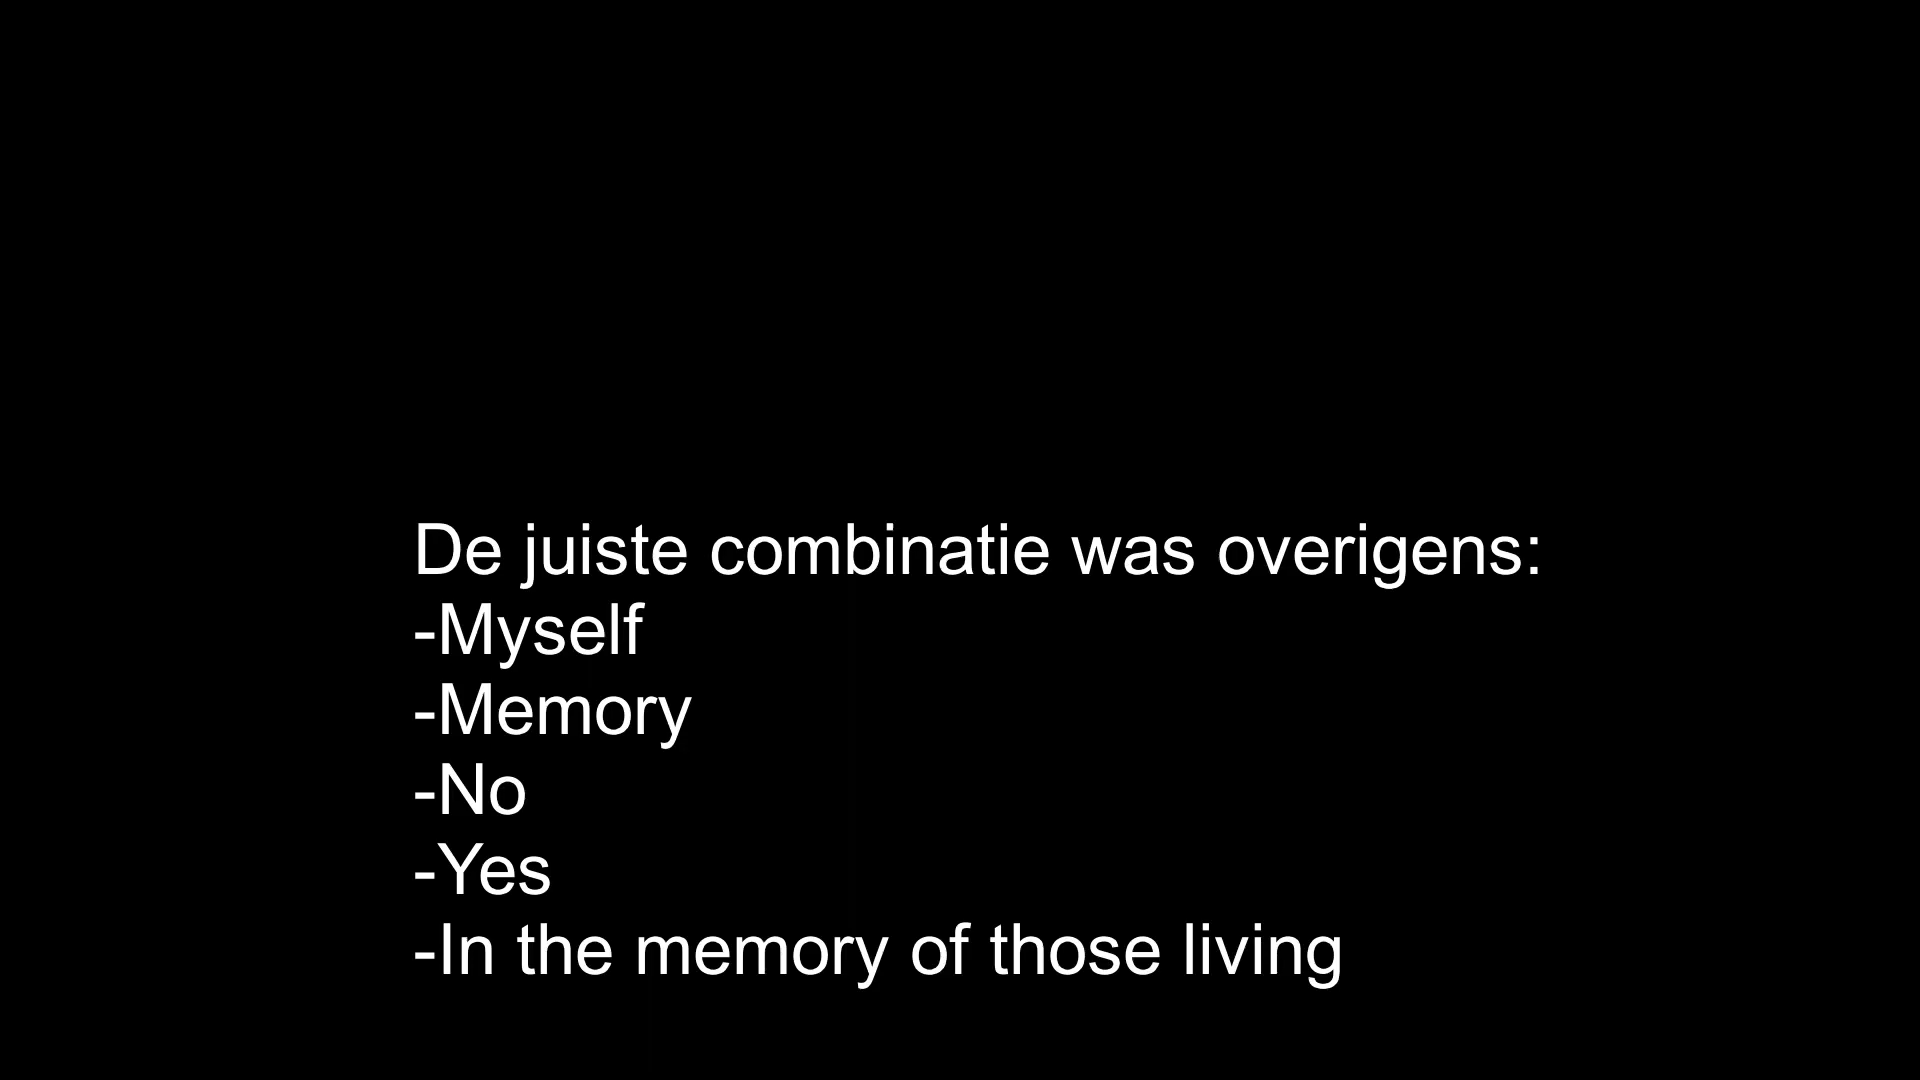 De juiste combinatie was overigens:
-Myself
-Memory
-No
-Yes
-In the memory of those living